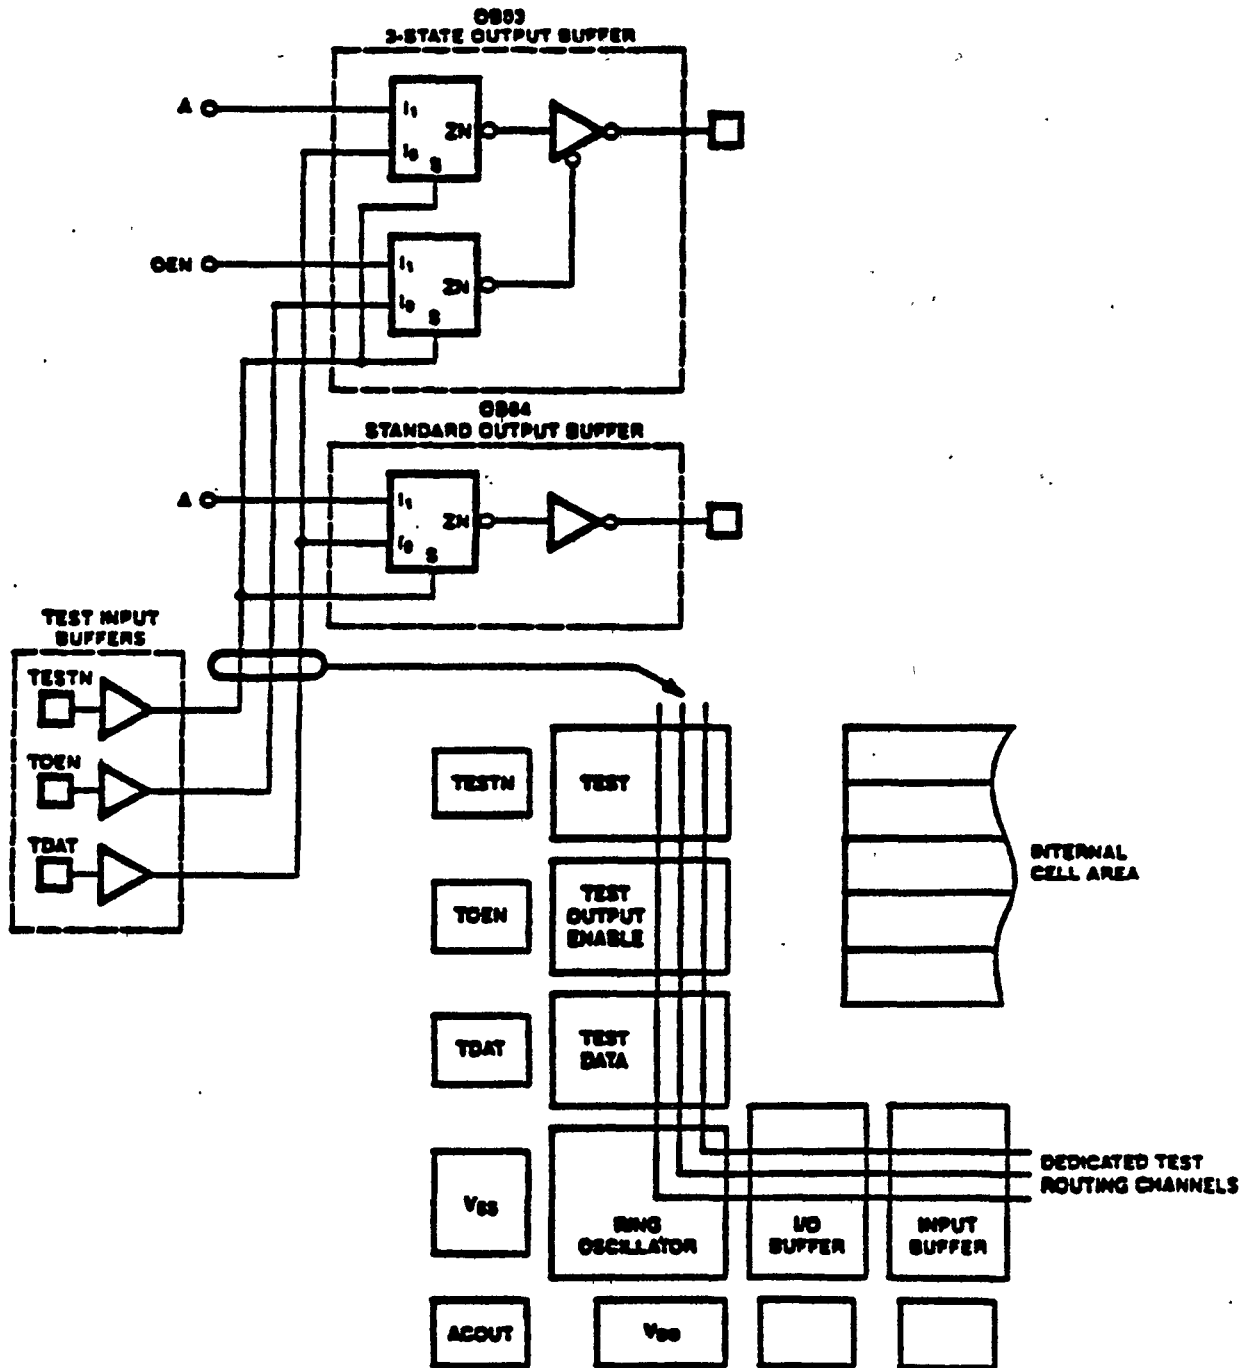 OB83
3-STATE OUTPUT BUFFER
A
I1
I0
ZN
S
OEN
I1
I0
ZN
S
OB84
STANDARD OUTPUT BUFFER
A
I1
I0
ZN
S
TEST INPUT
BUFFERS
TESTN
TOEN
TDAT
TESTN
TEST
TOEN
TEST
OUTPUT
ENABLE
TDAT
TEST
DATA
INTERNAL
CELL AREA
DEDICATED TEST
ROUTING CHANNELS
VSS
RING
OSCILLATOR
I/O
BUFFER
INPUT
BUFFER
ACOUT
VDD